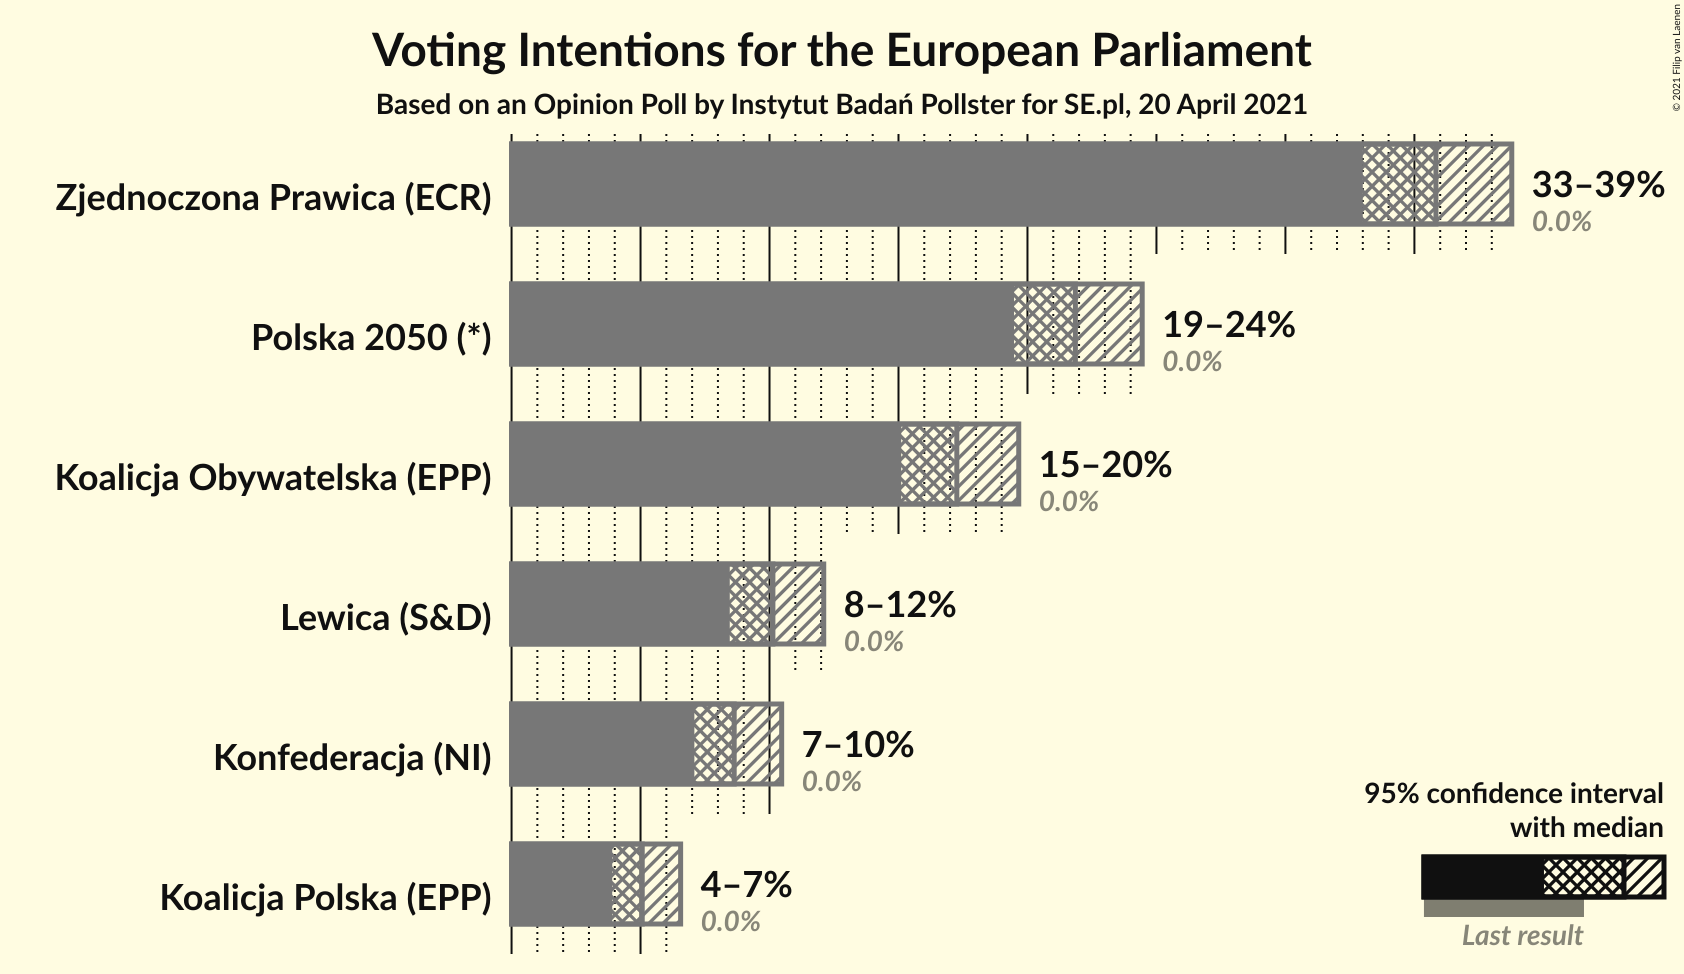 Voting Intentions for the European Parliament
Based on an Opinion Poll by Instytut Badań Pollster for SE.pl, 20 April 2021
© 2021 Filip van Laenen
Zjednoczona Prawica (ECR)
33–39%
0.0%
Polska 2050 (*)
19–24%
0.0%
Koalicja Obywatelska (EPP)
15–20%
0.0%
Lewica (S&D)
8–12%
0.0%
Konfederacja (NI)
7–10%
0.0%
Koalicja Polska (EPP)
4–7%
0.0%
95% confidence interval
with median
Last result